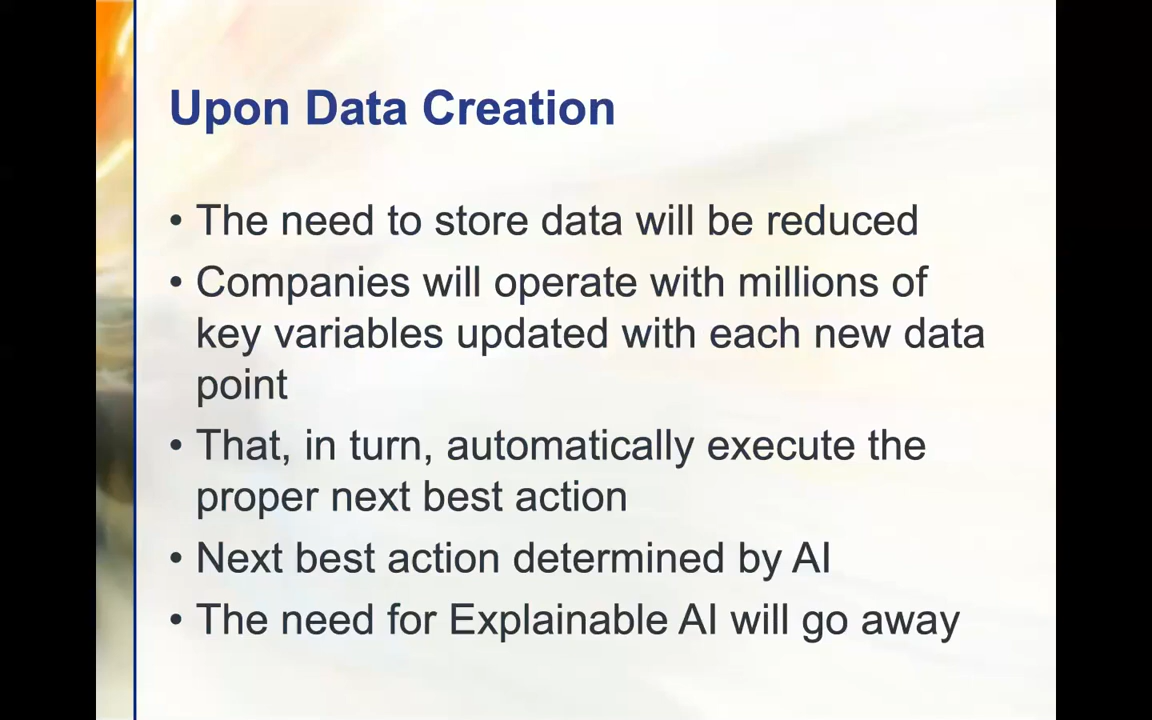 Upon Data Creation
• The need to store data will be reduced
• Companies will operate with millions of
key variables updated with each new data
point
• That, in turn, automatically execute the
proper next best action
• Next best action determined by AI
• The need for Explainable AI will go away